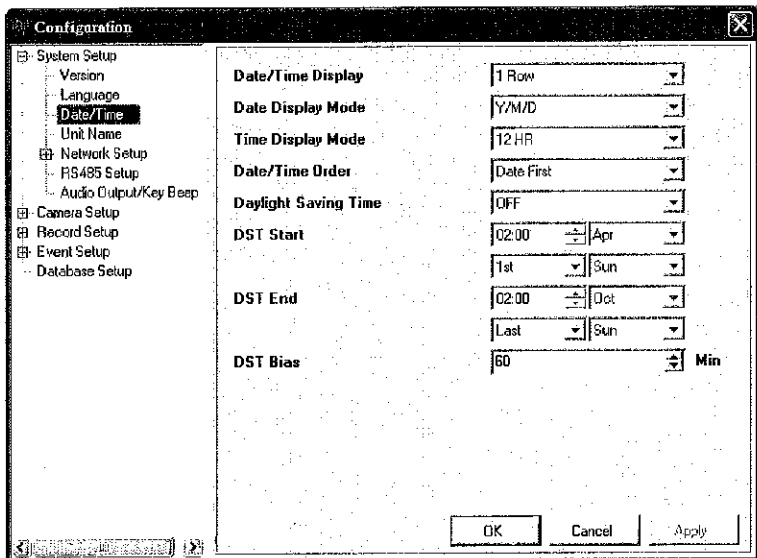 Configuration
System Setup
Version
Language
Date/Time
Unit Name
Network Setup
RS485 Setup
Audio Output/Key Beep
Camera Setup
Record Setup
Event Setup
Database Setup
Date/Time Display 1 Row
Date Display Mode Y/M/D
Time Display Mode 12 HR
Date/Time Order Date First
Daylight Saving Time OFF
DST Start 02:00 Apr
1st Sun
DST End 02:00 Oct
Last Sun
DST Bias 60 Min
OK Cancel Apply